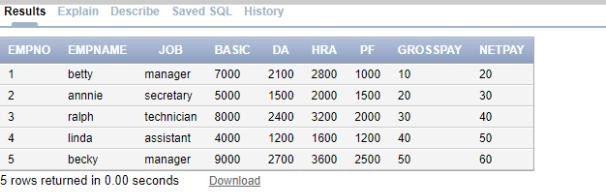 Results Explain Describe Saved SQL History
EMPNO EMPNAME JOB BASIC DA HRA PF GROSSPAY NETPAY
1 betty manager 7000 2100 2800 1000 10 20
2 annnie secretary 5000 1500 2000 1500 20 30
3 ralph technician 8000 2400 3200 2000 30 40
4 linda assistant 4000 1200 1600 1200 40 50
5 becky manager 9000 2700 3600 2500 50 60
5 rows returned in 0.00 seconds Download